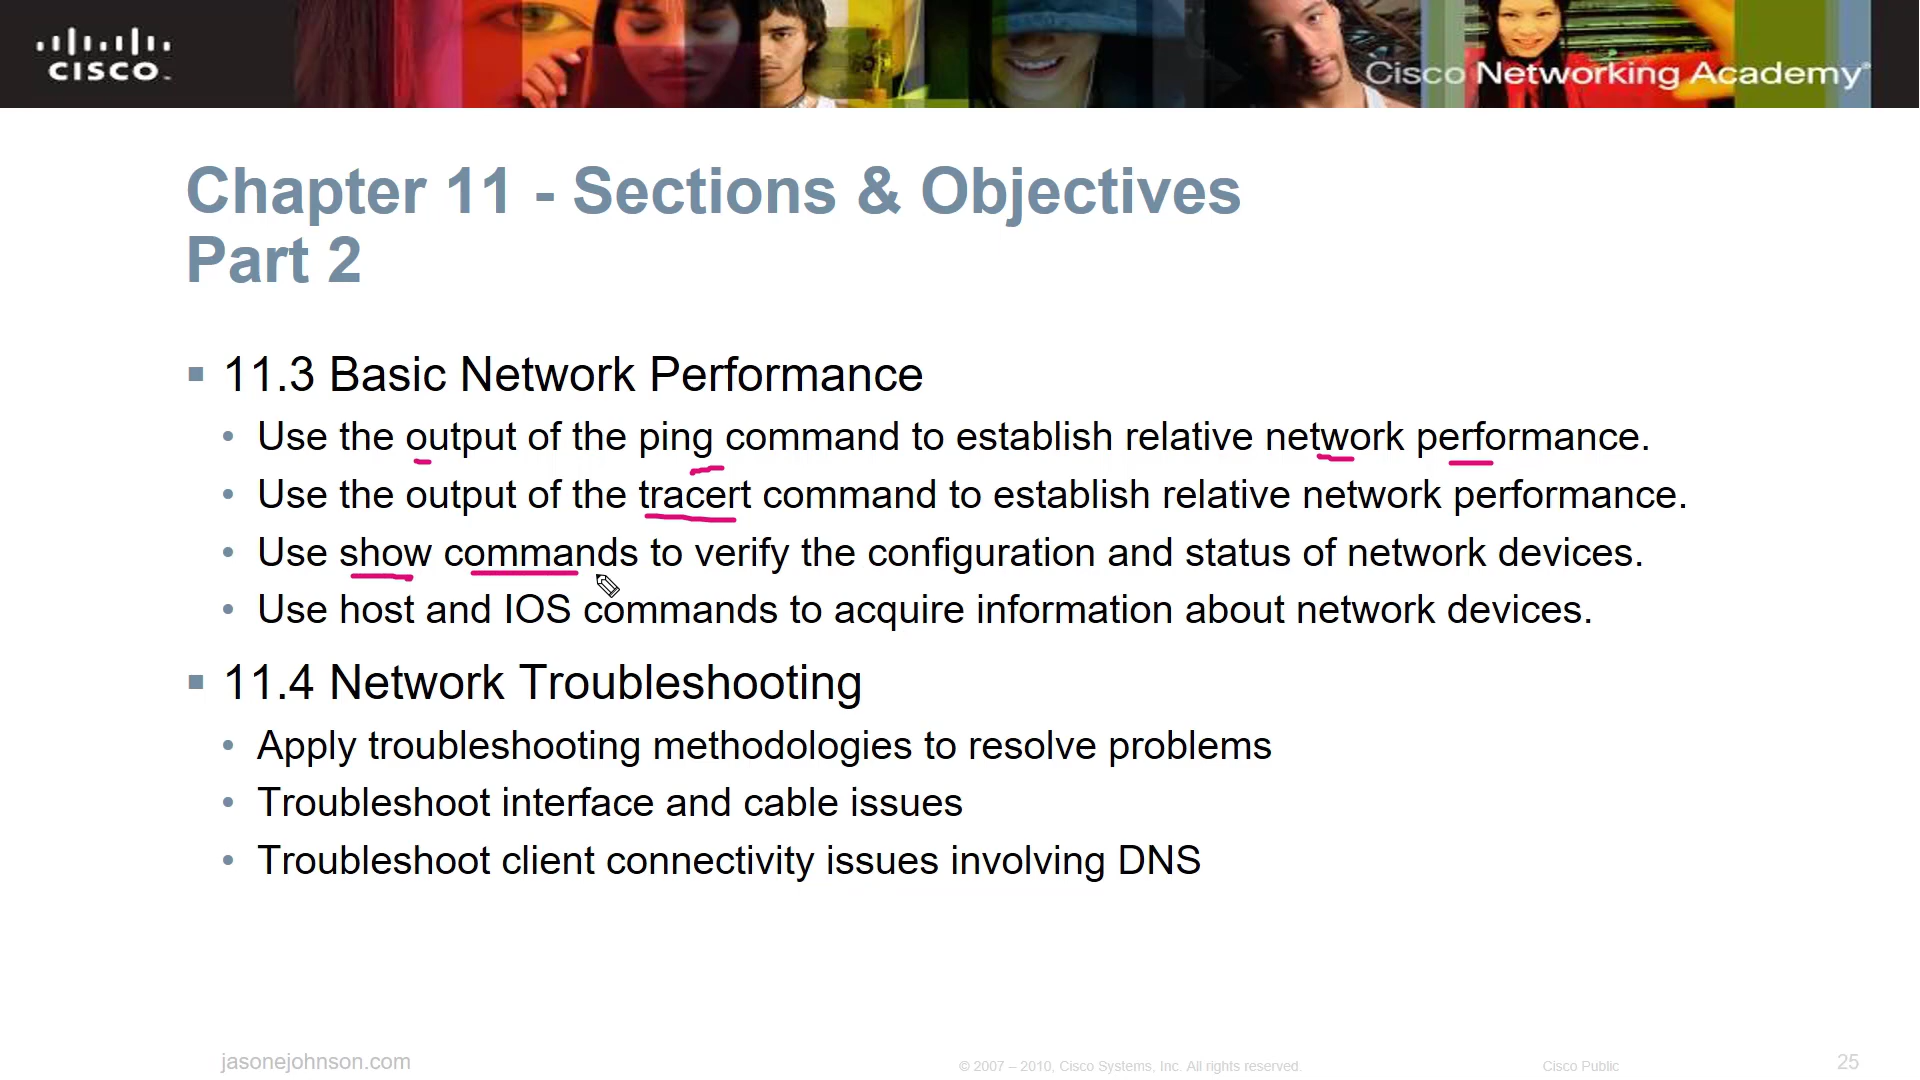 CISCO
Cisco Networking Academy®
Chapter 11 - Sections & Objectives
Part 2
▪ 11.3 Basic Network Performance
• Use the output of the ping command to establish relative network performance.
• Use the output of the tracert command to establish relative network performance.
• Use show commands to verify the configuration and status of network devices.
• Use host and IOS commands to acquire information about network devices.
▪ 11.4 Network Troubleshooting
• Apply troubleshooting methodologies to resolve problems
• Troubleshoot interface and cable issues
• Troubleshoot client connectivity issues involving DNS
jasonejohnson.com © 2007 – 2010, Cisco Systems, Inc. All rights reserved. Cisco Public 25